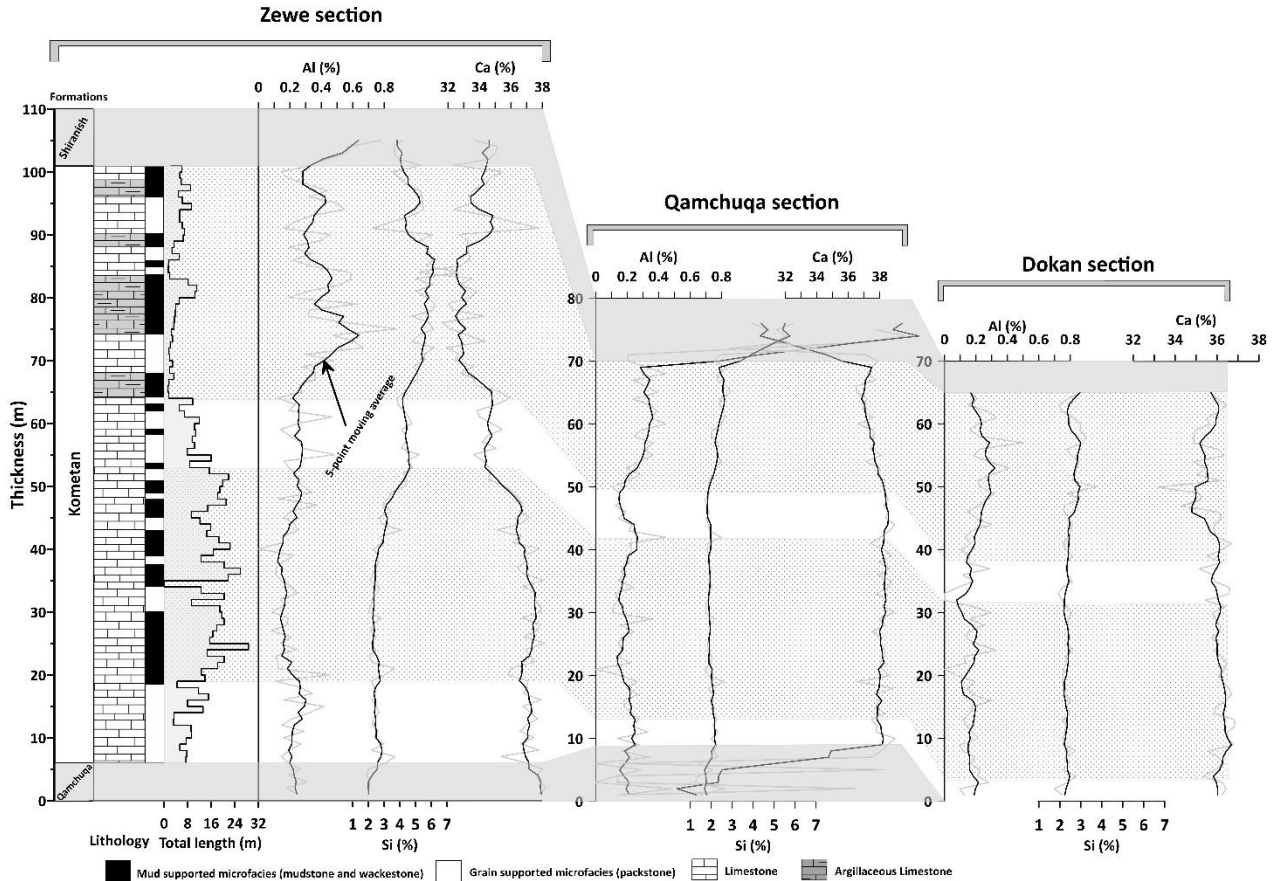 Zewe section
Al (%)
Ca (%)
0 0.2 0.4 0.8
32 34 36 38
Formations
110
100
90
80
70
60
50
40
30
20
10
0
Thickness (m)
Shiranish
Kometan
Qamchuqa
5-point moving average
Lithology
0 8 16 24 32
Total length (m)
1 2 3 4 5 6 7
Si (%)
Qamchuqa section
Al (%)
Ca (%)
0 0.2 0.4 0.8
32 34 36 38
80
70
60
50
40
30
20
10
0
1 2 3 4 5 6 7
Si (%)
Dokan section
Al (%)
Ca (%)
0 0.2 0.4 0.8
32 34 36 38
70
60
50
40
30
20
10
0
1 2 3 4 5 6 7
Si (%)
Mud supported microfacies (mudstone and wackestone)
Grain supported microfacies (packstone)
Limestone
Argillaceous Limestone